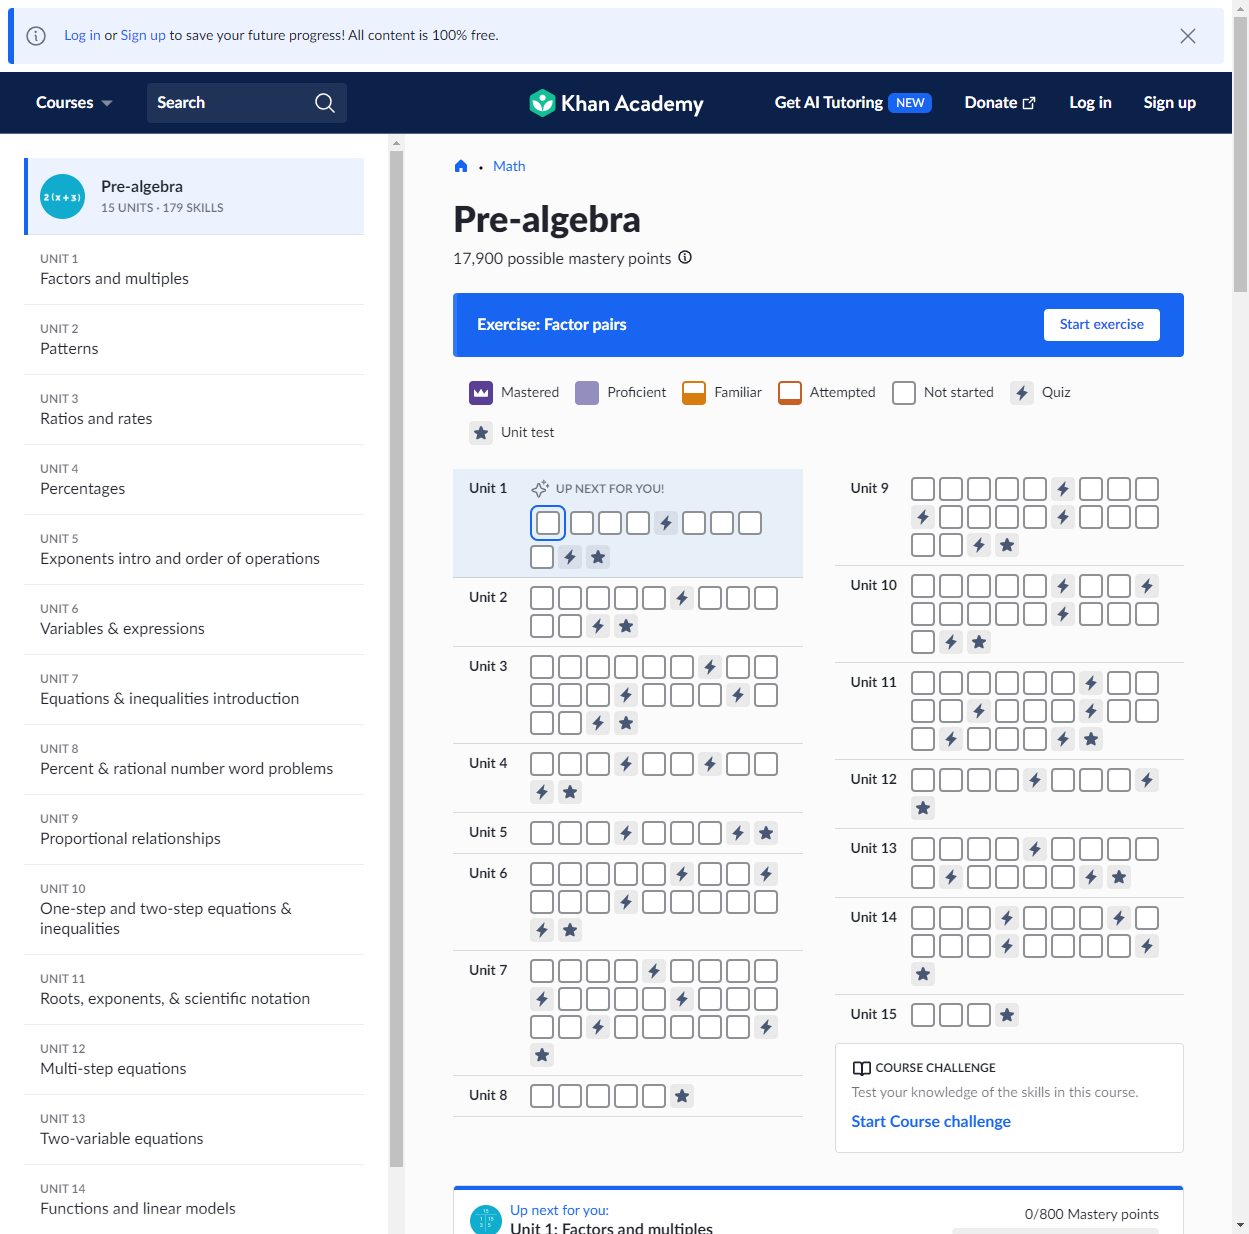 Log in or Sign up to save your future progress! All content is 100% free.
Courses
Search
Khan Academy
Get AI Tutoring NEW
Donate
Log in
Sign up
2(x+3)
Pre-algebra
15 UNITS · 179 SKILLS
UNIT 1
Factors and multiples
UNIT 2
Patterns
UNIT 3
Ratios and rates
UNIT 4
Percentages
UNIT 5
Exponents intro and order of operations
UNIT 6
Variables & expressions
UNIT 7
Equations & inequalities introduction
UNIT 8
Percent & rational number word problems
UNIT 9
Proportional relationships
UNIT 10
One-step and two-step equations &
inequalities
UNIT 11
Roots, exponents, & scientific notation
UNIT 12
Multi-step equations
UNIT 13
Two-variable equations
UNIT 14
Functions and linear models
Math
Pre-algebra
17,900 possible mastery points
Exercise: Factor pairs
Start exercise
Mastered
Proficient
Familiar
Attempted
Not started
Quiz
Unit test
Unit 1
UP NEXT FOR YOU!
Unit 2
Unit 3
Unit 4
Unit 5
Unit 6
Unit 7
Unit 8
Unit 9
Unit 10
Unit 11
Unit 12
Unit 13
Unit 14
Unit 15
COURSE CHALLENGE
Test your knowledge of the skills in this course.
Start Course challenge
Up next for you:
Unit 1: Factors and multiples
0/800 Mastery points